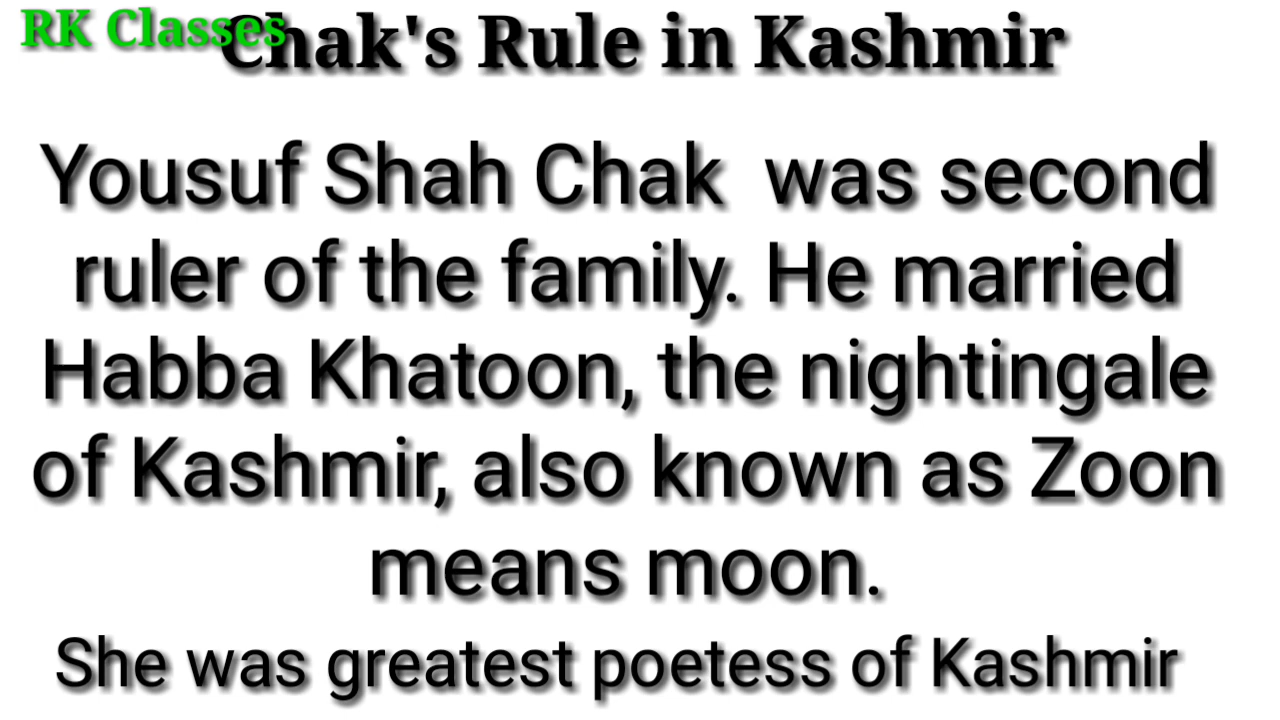 RK Classes
Chak's Rule in Kashmir
Yousuf Shah Chak was second
ruler of the family. He married
Habba Khatoon, the nightingale
of Kashmir, also known as Zoon
means moon.
She was greatest poetess of Kashmir